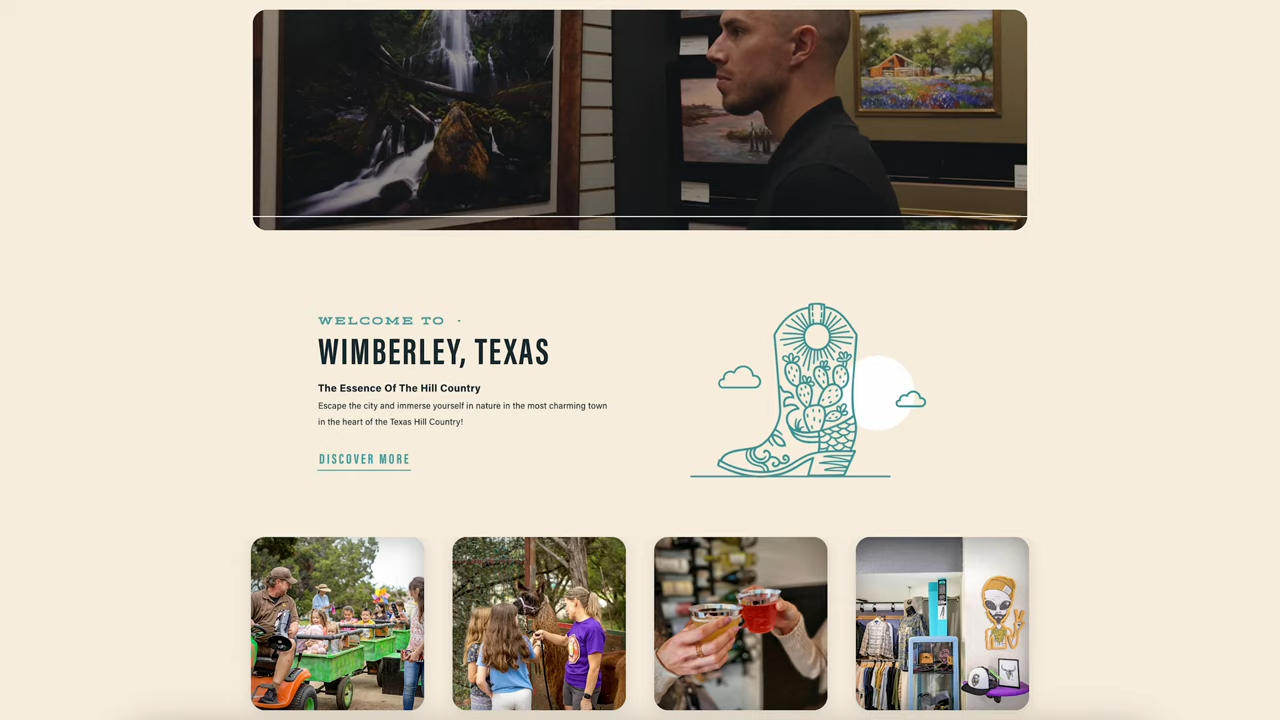 WELCOME TO -
WIMBERLEY, TEXAS
The Essence Of The Hill Country
Escape the city and immerse yourself in nature in the most charming town
in the heart of the Texas Hill Country!
DISCOVER MORE